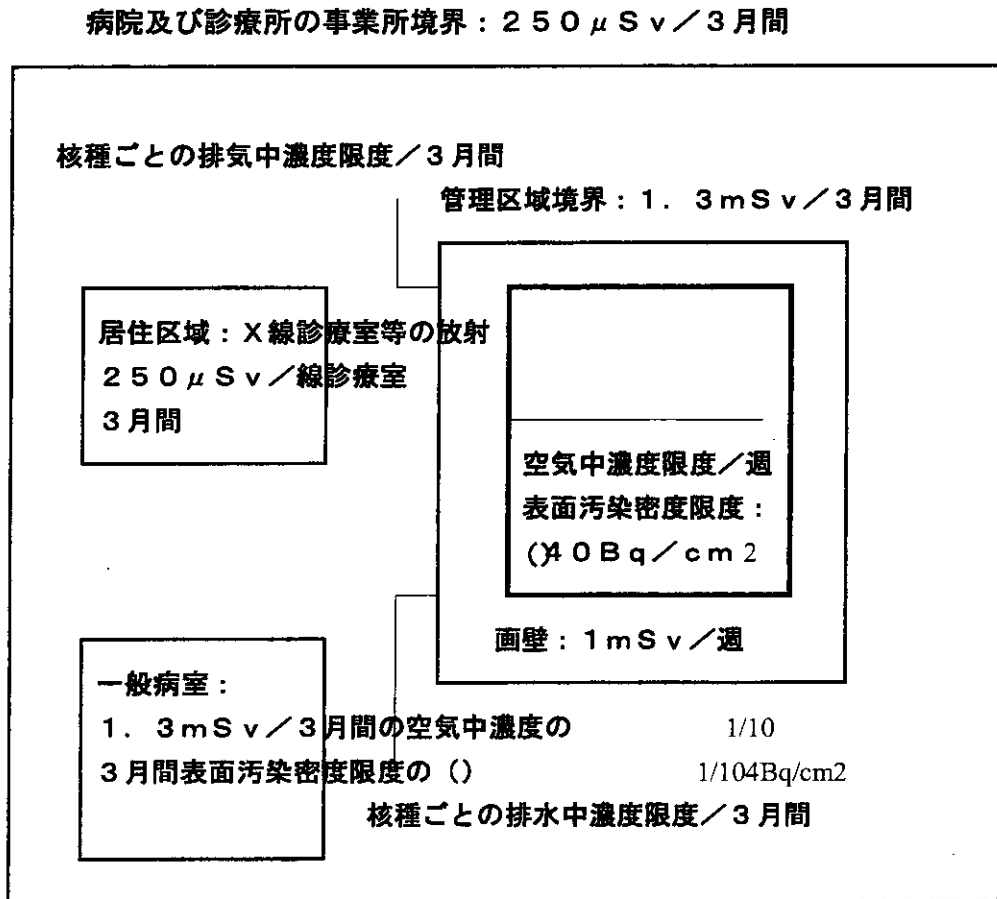 病院及び診療所の事業所境界：２５０μＳｖ／３月間
核種ごとの排気中濃度限度／３月間
管理区域境界：１．３ｍＳｖ／３月間
居住区域：Ｘ線診療室等の放射
２５０μＳｖ／線診療室
３月間
空気中濃度限度／週
表面汚染密度限度：
()４０Ｂｑ／ｃｍ 2
画壁：１ｍＳｖ／週
一般病室：
１．３ｍＳｖ／３月間の空気中濃度の 1/10
３月間表面汚染密度限度の（） 1/104Bq/cm2
核種ごとの排水中濃度限度／３月間